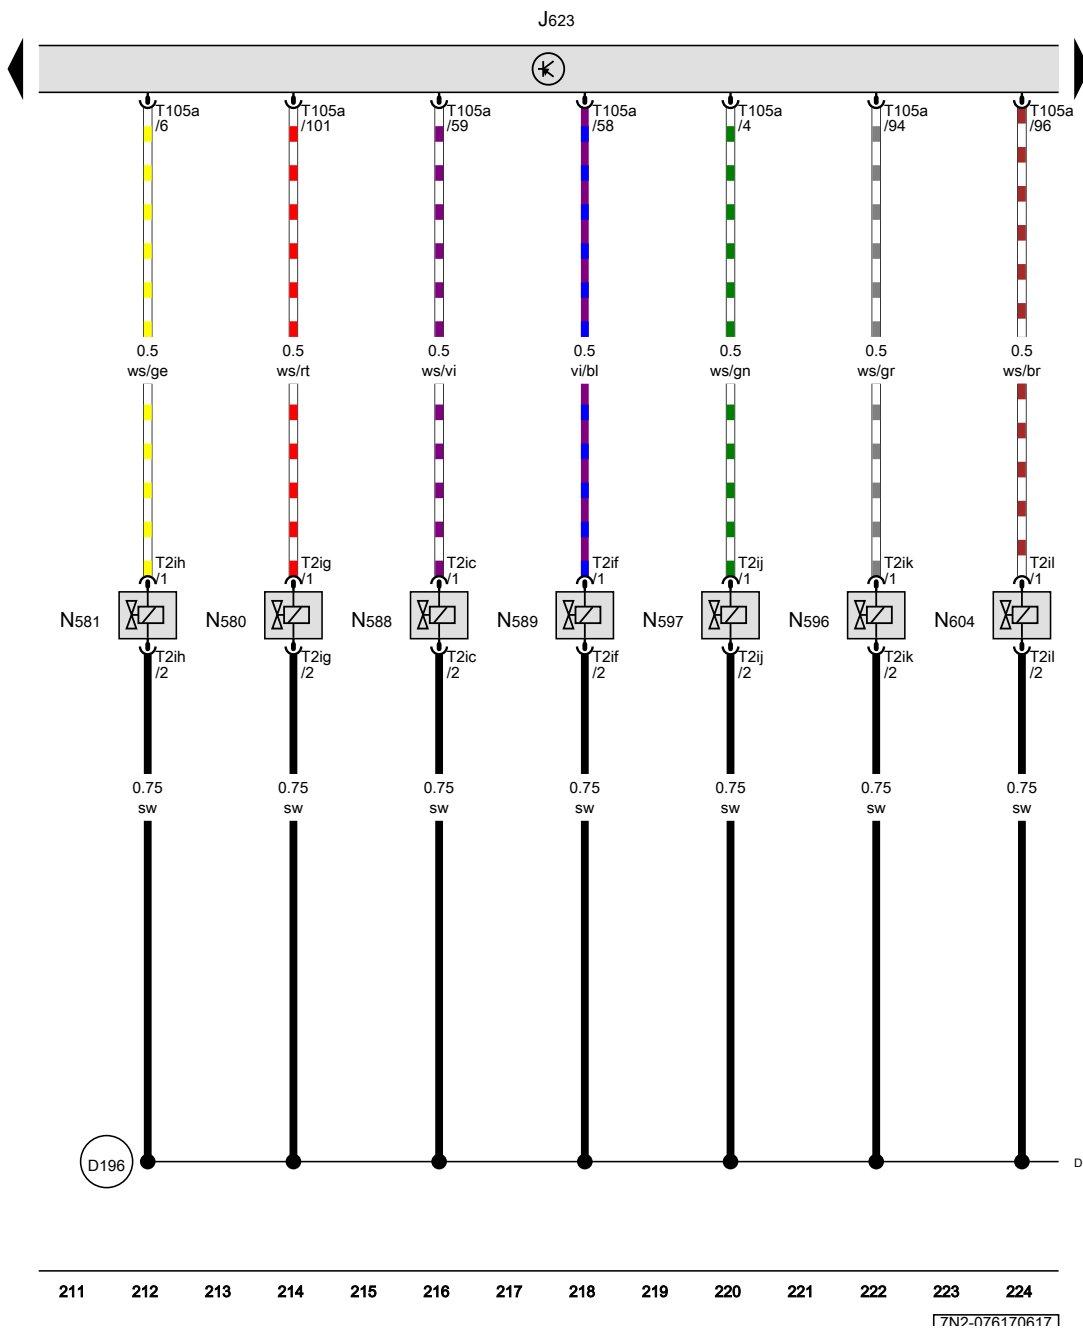 J623
T105a T105a T105a T105a T105a T105a T105a
/6 /101 /59 /58 /4 /94 /96
0.5 0.5 0.5 0.5 0.5 0.5 0.5
ws/ge ws/rt ws/vi vi/bl ws/gn ws/gr ws/br
T2ih T2ig T2ic T2if T2ij T2ik T2il
/1 /1 /1 /1 /1 /1 /1
N581 N580 N588 N589 N597 N596 N604
T2ih T2ig T2ic T2if T2ij T2ik T2il
/2 /2 /2 /2 /2 /2 /2
0.75 0.75 0.75 0.75 0.75 0.75 0.75
sw sw sw sw sw sw sw
D196 D
211 212 213 214 215 216 217 218 219 220 221 222 223 224
7N2-076170617